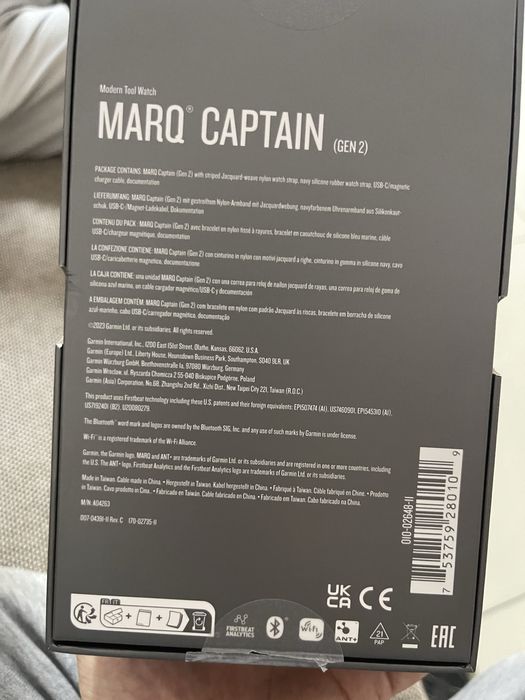 Modern Tool Watch
MARQ® CAPTAIN (GEN 2)
PACKAGE CONTAINS: MARQ Captain (Gen 2) with striped Jacquard-weave nylon watch strap, navy silicone rubber watch strap, USB-C/magnetic
charger cable, documentation
LIEFERUMFANG: MARQ Captain (Gen 2) mit gestreiftem Nylon-Armband mit Jacquardwebung, navyfarbenem Uhrenarmband aus Silikonkaut-
schuk, USB-C-/Magnet-Ladekabel, Dokumentation
CONTENU DU PACK : MARQ Captain (Gen 2) avec bracelet en nylon tissé à rayures, bracelet en caoutchouc de silicone bleu marine, câble
USB-C/chargeur magnétique, documentation
LA CONFEZIONE CONTIENE: MARQ Captain (Gen 2) con cinturino in nylon con motivi jacquard a righe, cinturino in gomma in silicone navy, cavo
USB-C/caricabatterie magnetico, documentazione
LA CAJA CONTIENE: una unidad MARQ Captain (Gen 2) con una correa para reloj de nailon jacquard de rayas, una correa para reloj de goma de
silicona azul marino, un cable cargador magnético/USB-C y documentación
A EMBALAGEM CONTÉM: MARQ Captain (Gen 2) com bracelete em nylon com padrão Jacquard às riscas, bracelete em borracha de silicone
azul-marinho, cabo USB-C/carregador magnético, documentação
©2023 Garmin Ltd. or its subsidiaries. All rights reserved.
Garmin International, Inc., 1200 East 151st Street, Olathe, Kansas, 66062, U.S.A.
Garmin (Europe) Ltd., Liberty House, Hounsdown Business Park, Southampton, SO40 9LR, UK
Garmin Würzburg GmbH, Beethovenstraße 1a, 97080 Würzburg, Germany
Garmin Wroclaw, ul. Ryszarda Chomicza 2 55-040 Biskupice Podgórne, Poland
Garmin (Asia) Corporation, No.68, Zhangshu 2nd Rd., Xizhi Dist., New Taipei City 221, Taiwan (R.O.C.)
This product uses Firstbeat technology including these U.S. patents and their foreign equivalents: EP1507474 (A1), US7460901, EP1545310 (A1),
US7192401 (B2), U20080279.
The Bluetooth® word mark and logos are owned by the Bluetooth SIG, Inc. and any use of such marks by Garmin is under license.
Wi-Fi® is a registered trademark of the Wi-Fi Alliance.
Garmin, the Garmin logo, MARQ and ANT+ are trademarks of Garmin Ltd. or its subsidiaries and are registered in one or more countries, including
the U.S. The ANT+ logo, Firstbeat Analytics and the Firstbeat Analytics logo are trademarks of Garmin Ltd. or its subsidiaries.
Made in Taiwan. Cable made in China. • Hergestellt in Taiwan. Kabel hergestellt in China. • Fabriqué à Taiwan. Câble fabriqué en Chine. • Prodotto
in Taiwan. Cavo prodotto in Cina. • Fabricado en Taiwán. Cable fabricado en China. • Fabricado em Taiwan. Cabo fabricado na China.
M/N: A04263
007-04391-11 Rev. C 170-02735-11
010-02648-11
7 53759 28010 9
UK
CA CE
FR IT
FIRSTBEAT
ANALYTICS
WiFi
ANT+
21
PAP
EAC